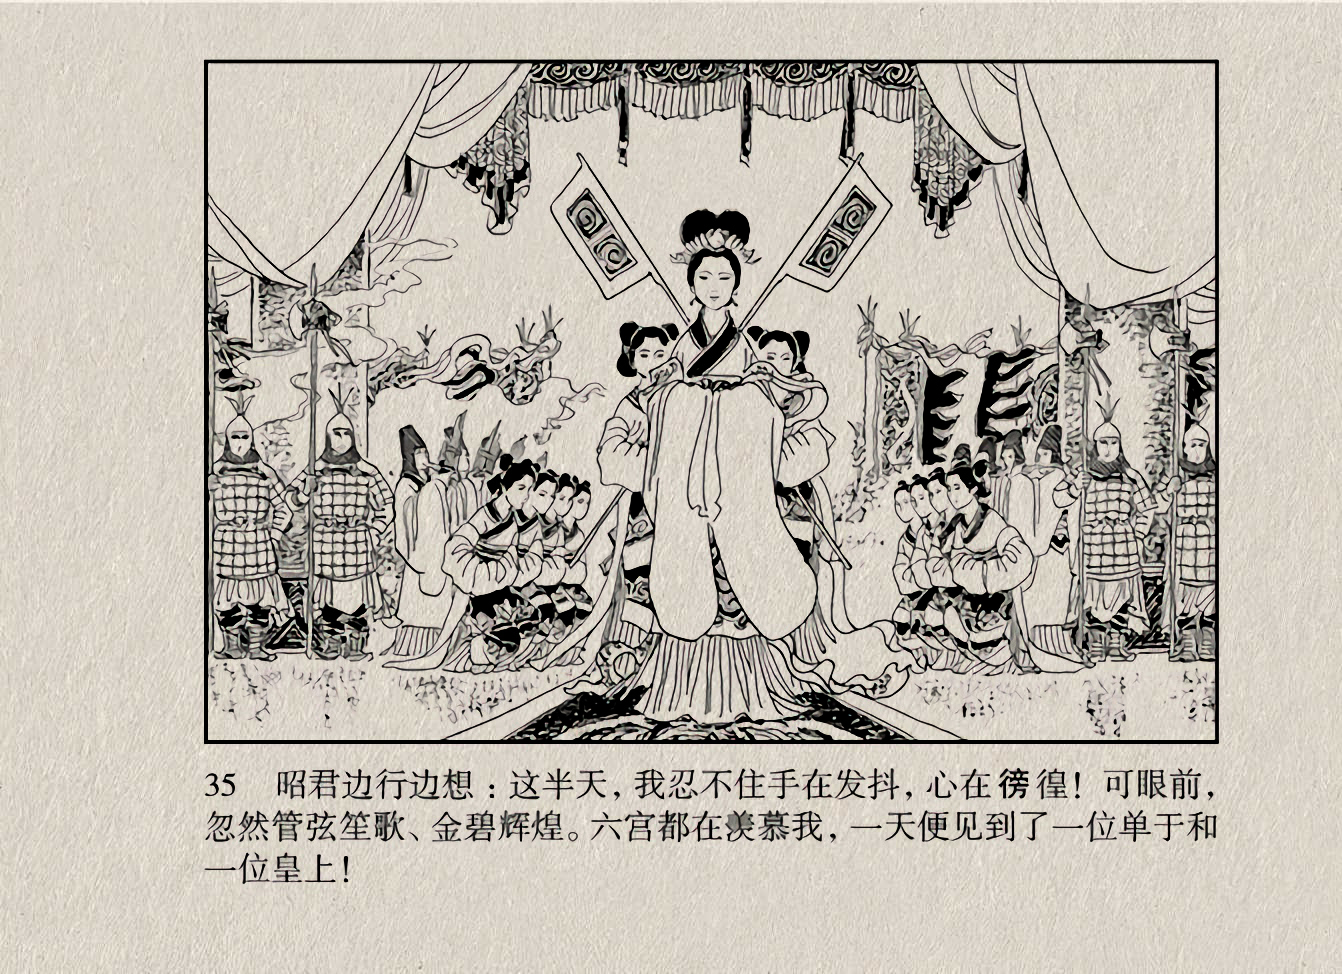 35 昭君边行边想：这半天，我忍不住手在发抖，心在徬徨！可眼前，
忽然管弦笙歌、金碧辉煌。六宫都在羡慕我，一天便见到了一位单于和
一位皇上！